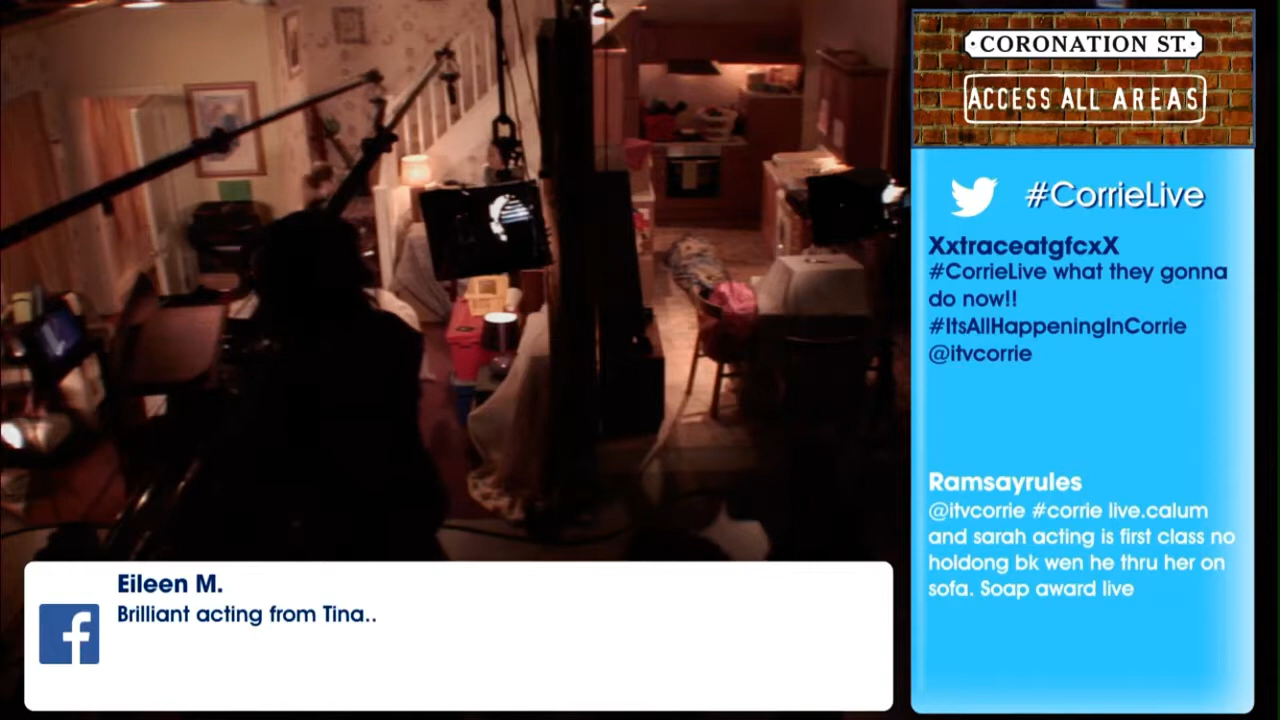 ·CORONATION ST.·
ACCESS ALL AREAS
#CorrieLive
XxtraceatgfcxX
#CorrieLive what they gonna
do now!!
#ItsAllHappeningInCorrie
@itvcorrie
Ramsayrules
@itvcorrie #corrie live.calum
and sarah acting is first class no
holdong bk wen he thru her on
sofa. Soap award live
Eileen M.
Brilliant acting from Tina..